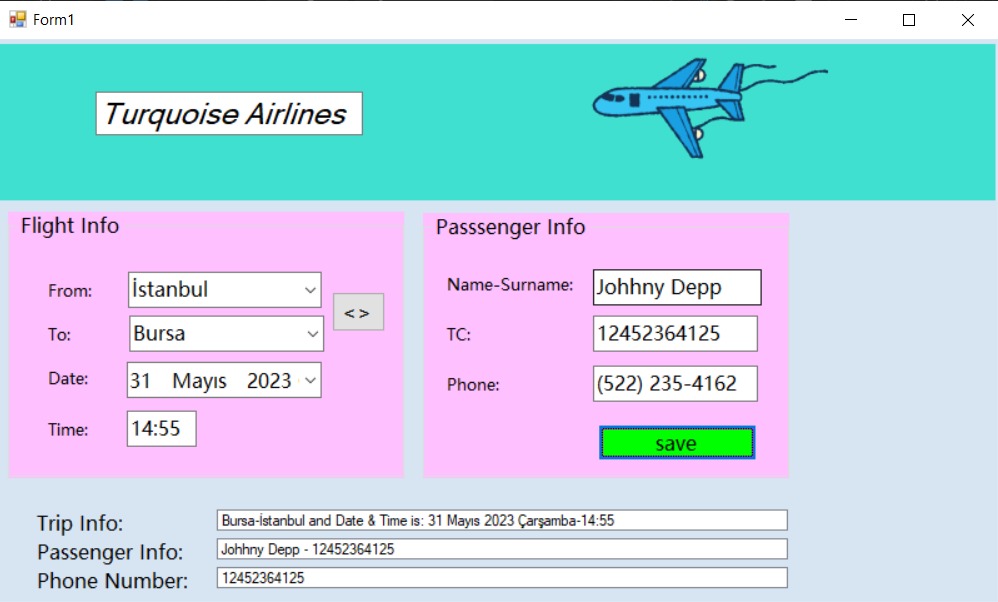 Form1
Turquoise Airlines
Flight Info
From: İstanbul
< >
To: Bursa
Date: 31 Mayıs 2023
Time: 14:55
Passsenger Info
Name-Surname: Johhny Depp
TC: 12452364125
Phone: (522) 235-4162
save
Trip Info: Bursa-İstanbul and Date & Time is: 31 Mayıs 2023 Çarşamba-14:55
Passenger Info: Johhny Depp - 12452364125
Phone Number: 12452364125